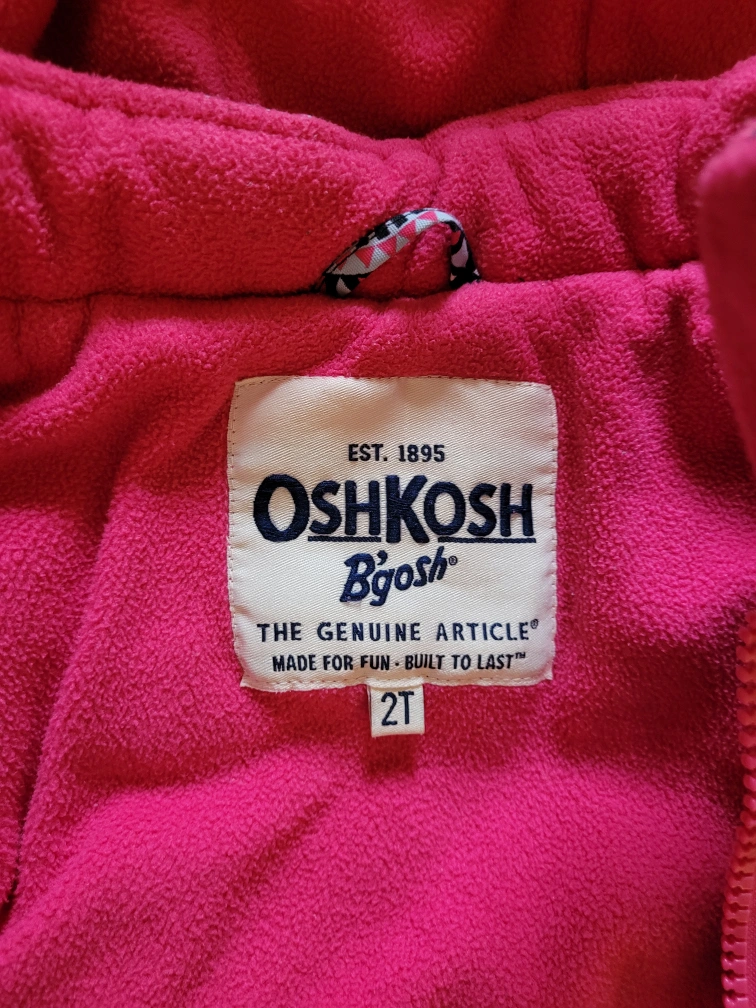 EST. 1895
OSHKOSH
B'gosh®
THE GENUINE ARTICLE®
MADE FOR FUN · BUILT TO LAST™
2T